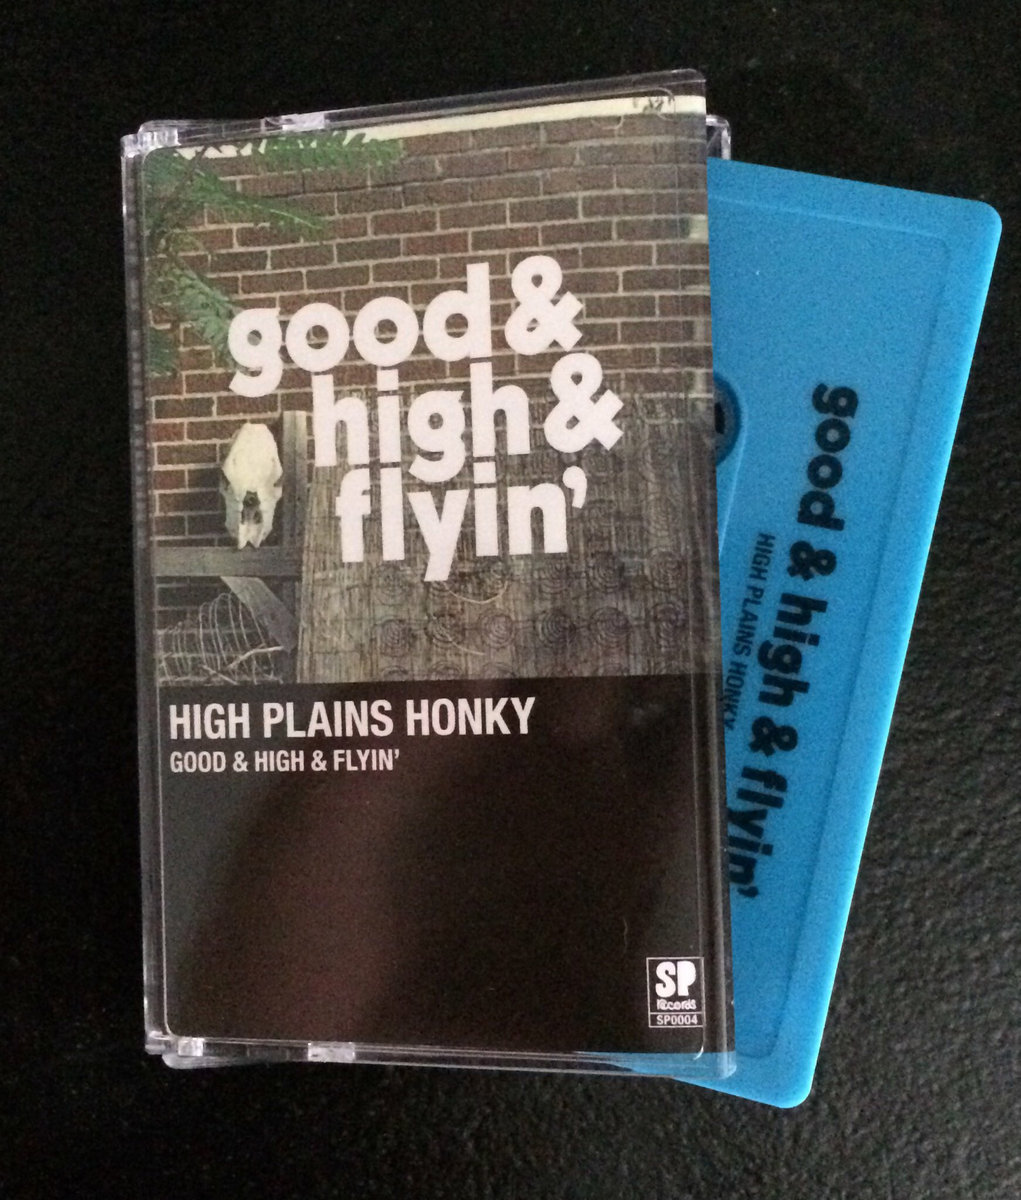 good &
high &
flyin'
HIGH PLAINS HONKY
GOOD & HIGH & FLYIN'
SP
records
SP0004
good & high & flyin'
HIGH PLAINS HONKY